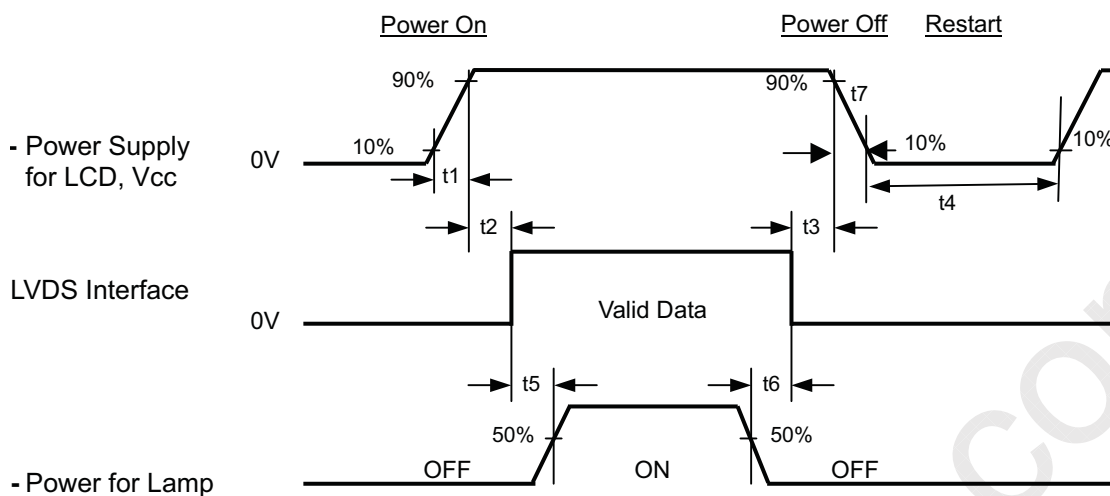 Power On Power Off Restart
90% 90% t7
- Power Supply for LCD, Vcc
0V 10% 10% 10%
t1 t4
t2 t3
LVDS Interface
0V Valid Data
t5 t6
50% 50%
- Power for Lamp
OFF ON OFF